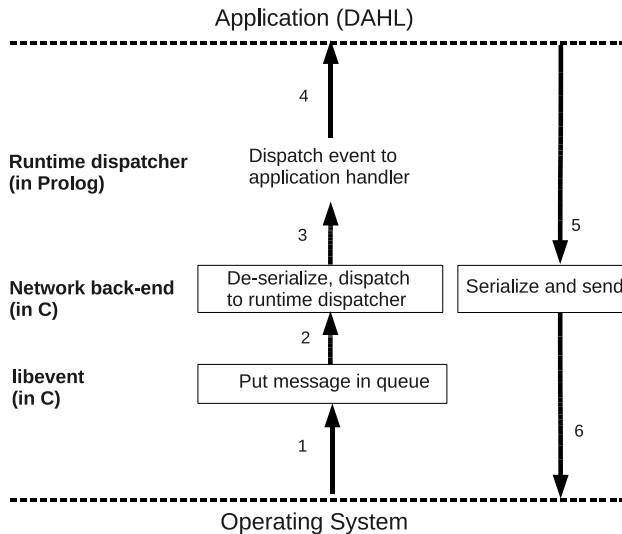 Application (DAHL)
4
Runtime dispatcher
(in Prolog)
Dispatch event to
application handler
3
5
Network back-end
(in C)
De-serialize, dispatch
to runtime dispatcher
Serialize and send
2
libevent
(in C)
Put message in queue
1
6
Operating System